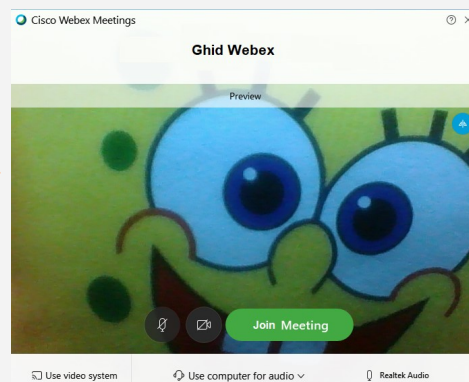 Cisco Webex Meetings
Ghid Webex
Preview
Join Meeting
Use video system
Use computer for audio
Realtek Audio